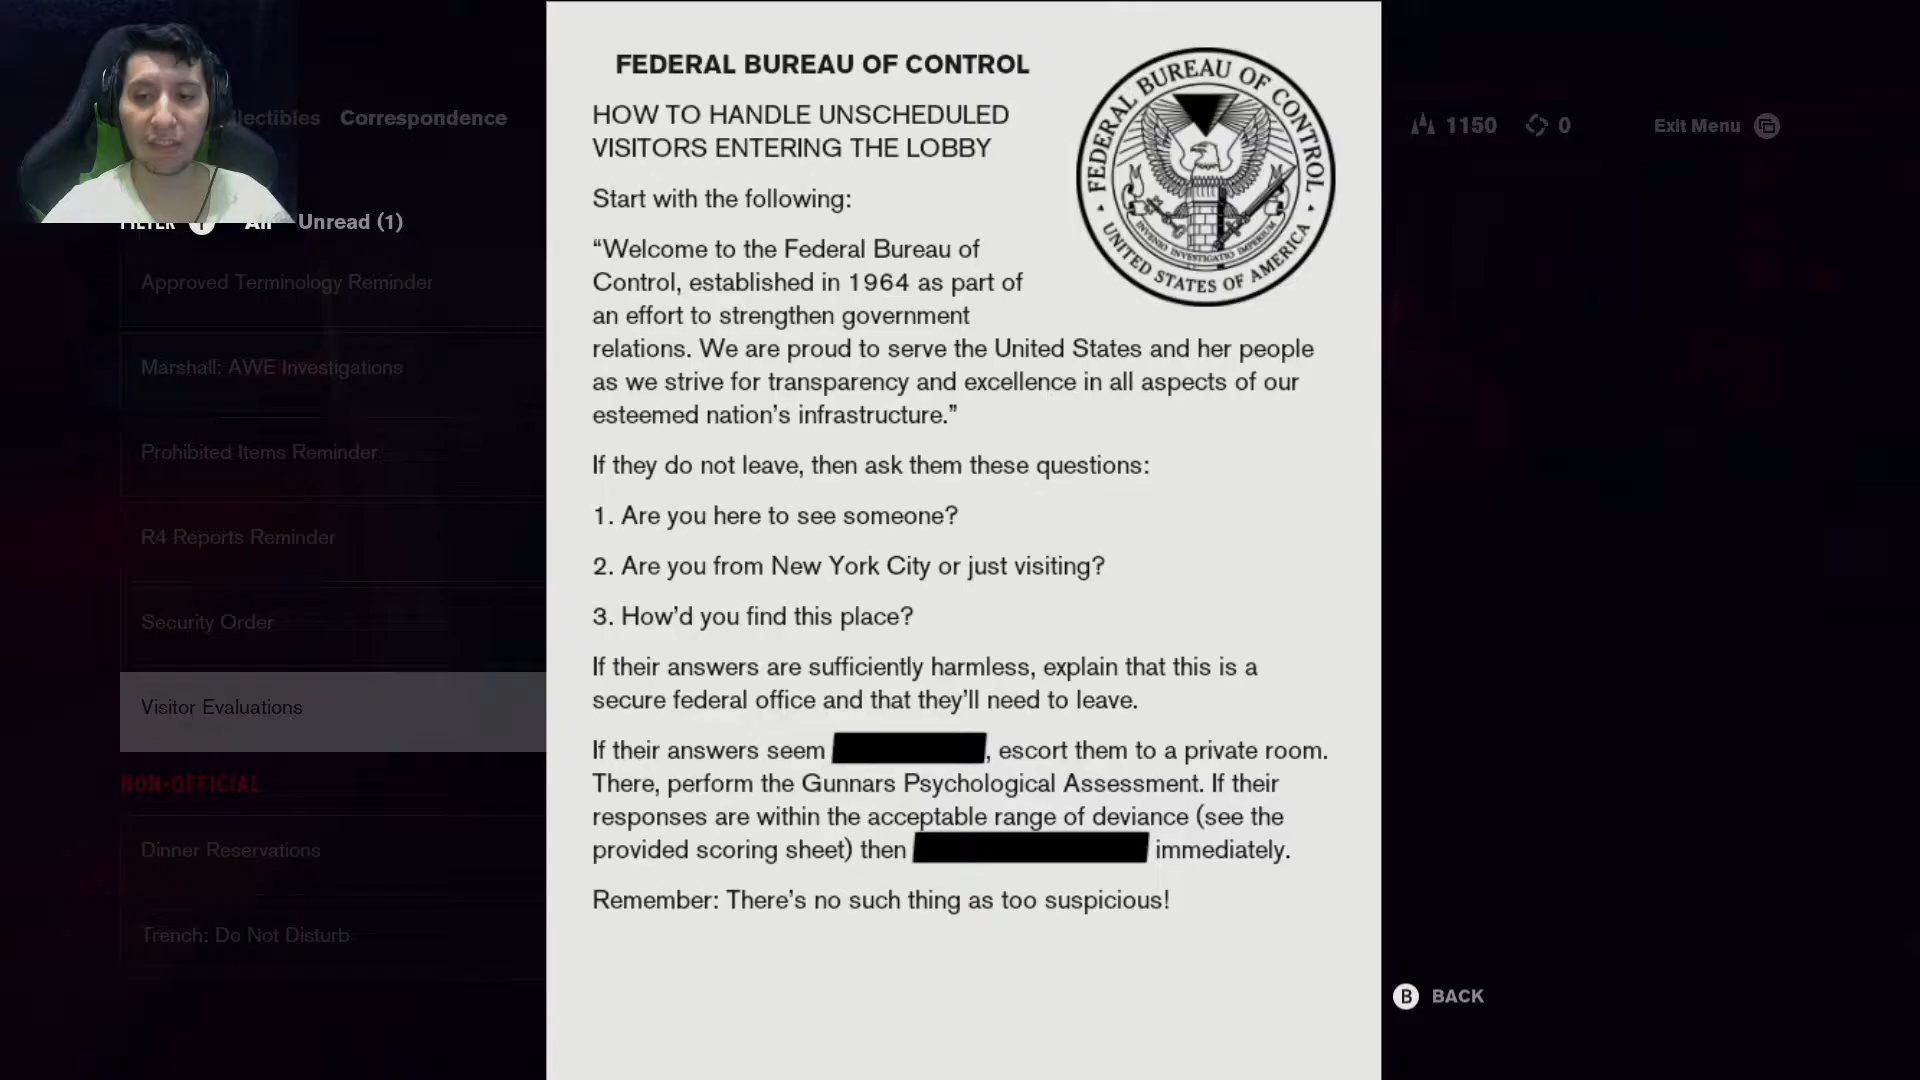 llectibles
Correspondence
1150
0
Exit Menu
FILTER
Y
All
Unread (1)
Approved Terminology Reminder
Marshall: AWE Investigations
Prohibited Items Reminder
R4 Reports Reminder
Security Order
Visitor Evaluations
NON-OFFICIAL
Dinner Reservations
Trench: Do Not Disturb
FEDERAL BUREAU OF CONTROL
HOW TO HANDLE UNSCHEDULED
VISITORS ENTERING THE LOBBY
FEDERAL BUREAU OF CONTROL
INVENIO INVESTIGATIO IMPERIUM
UNITED STATES OF AMERICA
Start with the following:
“Welcome to the Federal Bureau of
Control, established in 1964 as part of
an effort to strengthen government
relations. We are proud to serve the United States and her people
as we strive for transparency and excellence in all aspects of our
esteemed nation’s infrastructure.”
If they do not leave, then ask them these questions:
1. Are you here to see someone?
2. Are you from New York City or just visiting?
3. How’d you find this place?
If their answers are sufficiently harmless, explain that this is a
secure federal office and that they’ll need to leave.
If their answers seem , escort them to a private room.
There, perform the Gunnars Psychological Assessment. If their
responses are within the acceptable range of deviance (see the
provided scoring sheet) then immediately.
Remember: There’s no such thing as too suspicious!
B BACK